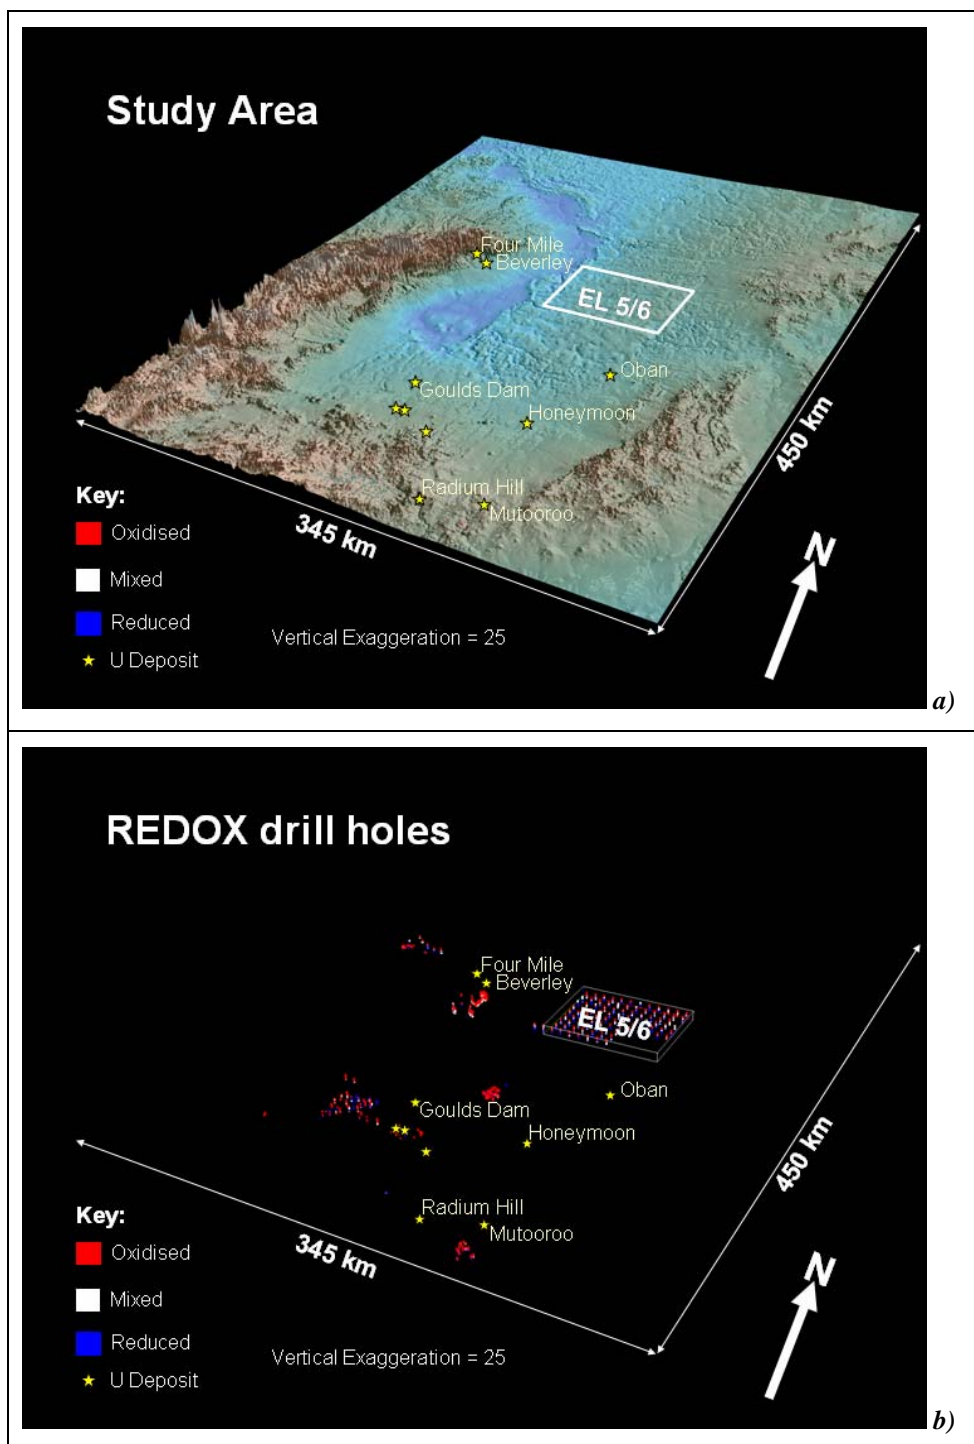 Study Area
Four Mile
Beverley
EL 5/6
Oban
Goulds Dam
Honeymoon
450 km
Radium Hill
Mutooroo
345 km
Key:
Oxidised
Mixed
Reduced
U Deposit
Vertical Exaggeration = 25
N
a)
REDOX drill holes
Four Mile
Beverley
EL 5/6
Oban
Goulds Dam
Honeymoon
450 km
Radium Hill
Mutooroo
345 km
Key:
Oxidised
Mixed
Reduced
U Deposit
Vertical Exaggeration = 25
N
b)